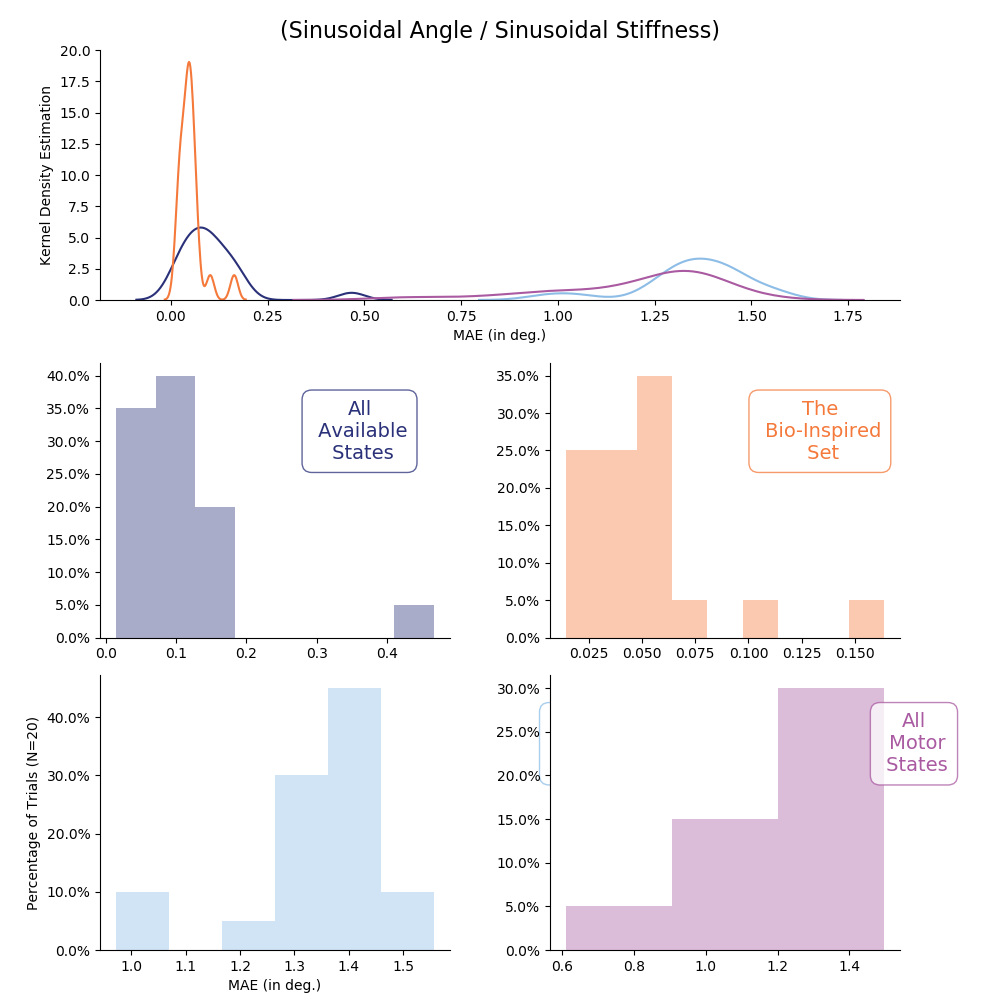 (Sinusoidal Angle / Sinusoidal Stiffness)
20.0
17.5
15.0
12.5
10.0
7.5
5.0
2.5
0.0
Kernel Density Estimation
0.00 0.25 0.50 0.75 1.00 1.25 1.50 1.75
MAE (in deg.)
40.0%
35.0%
30.0%
25.0%
20.0%
15.0%
10.0%
5.0%
0.0%
All
Available
States
0.0 0.1 0.2 0.3 0.4
35.0%
30.0%
25.0%
20.0%
15.0%
10.0%
5.0%
0.0%
The
Bio-Inspired
Set
0.025 0.050 0.075 0.100 0.125 0.150
Percentage of Trials (N=20)
40.0%
30.0%
20.0%
10.0%
0.0%
1.0 1.1 1.2 1.3 1.4 1.5
MAE (in deg.)
30.0%
25.0%
20.0%
15.0%
10.0%
5.0%
0.0%
All
Motor
States
0.6 0.8 1.0 1.2 1.4